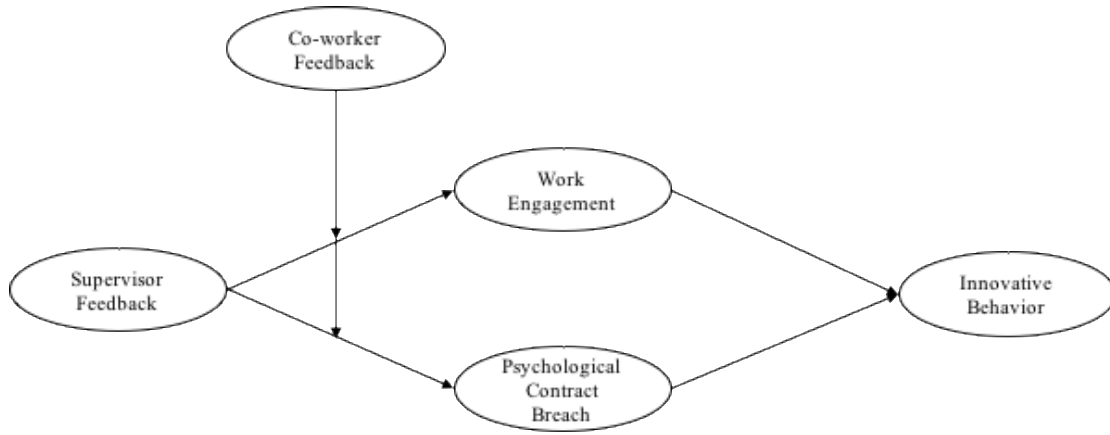 Co-worker
Feedback
Work
Engagement
Supervisor
Feedback
Innovative
Behavior
Psychological
Contract
Breach